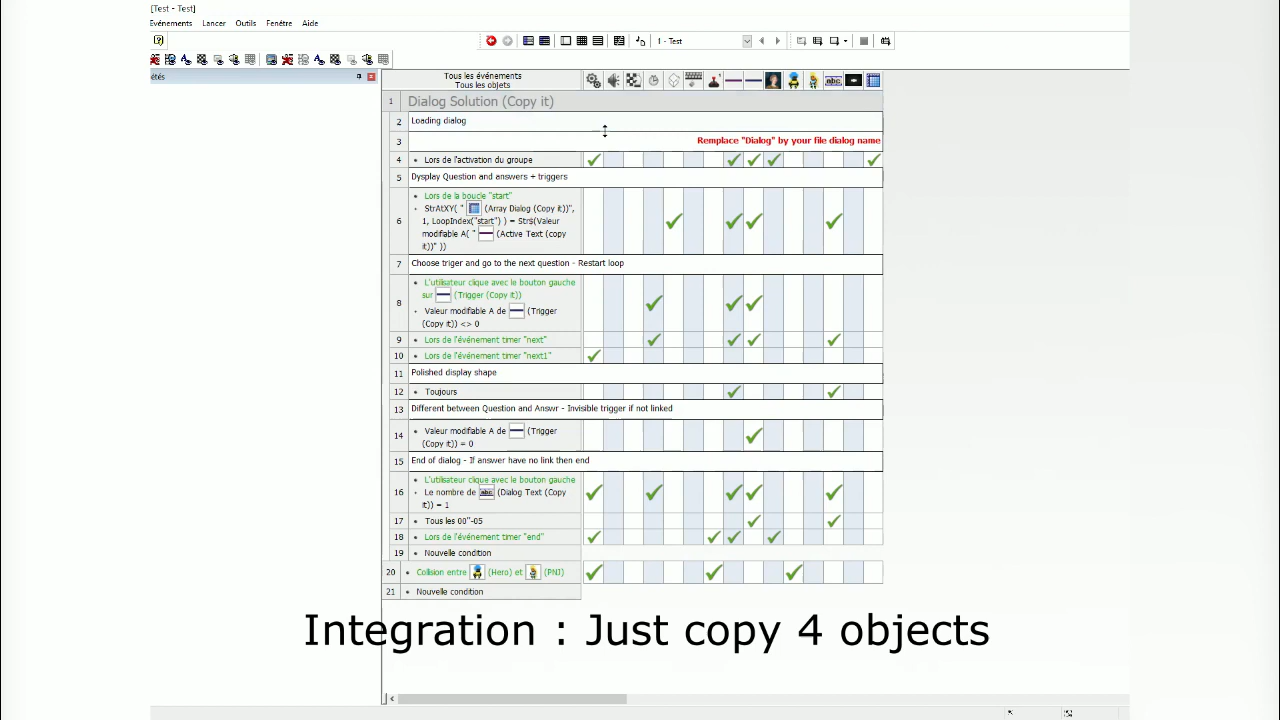 [Test - Test]
Evénements Lancer Outils Fenêtre Aide
1 - Test
étés
Tous les événements
Tous les objets
1 Dialog Solution (Copy it)
2 Loading dialog
3 Remplace "Dialog" by your file dialog name
4 • Lors de l'activation du groupe
5 Dysplay Question and answers + triggers
6 • Lors de la boucle "start"
• StrAtXY( " (Array Dialog (Copy it))",
1, LoopIndex("start") ) = Str$(Valeur
modifiable A( " (Active Text (copy
it))" ))
7 Choose triger and go to the next question - Restart loop
8 • L'utilisateur clique avec le bouton gauche
sur (Trigger (Copy it))
• Valeur modifiable A de (Trigger
(Copy it)) <> 0
9 • Lors de l'événement timer "next"
10 • Lors de l'événement timer "next1"
11 Polished display shape
12 • Toujours
13 Different between Question and Answr - Invisible trigger if not linked
14 • Valeur modifiable A de (Trigger
(Copy it)) = 0
15 End of dialog - If answer have no link then end
16 • L'utilisateur clique avec le bouton gauche
• Le nombre de abc (Dialog Text (Copy
it)) = 1
17 • Tous les 00''-05
18 • Lors de l'événement timer "end"
19 • Nouvelle condition
20 • Collision entre (Hero) et (PNJ)
21 • Nouvelle condition
Integration : Just copy 4 objects